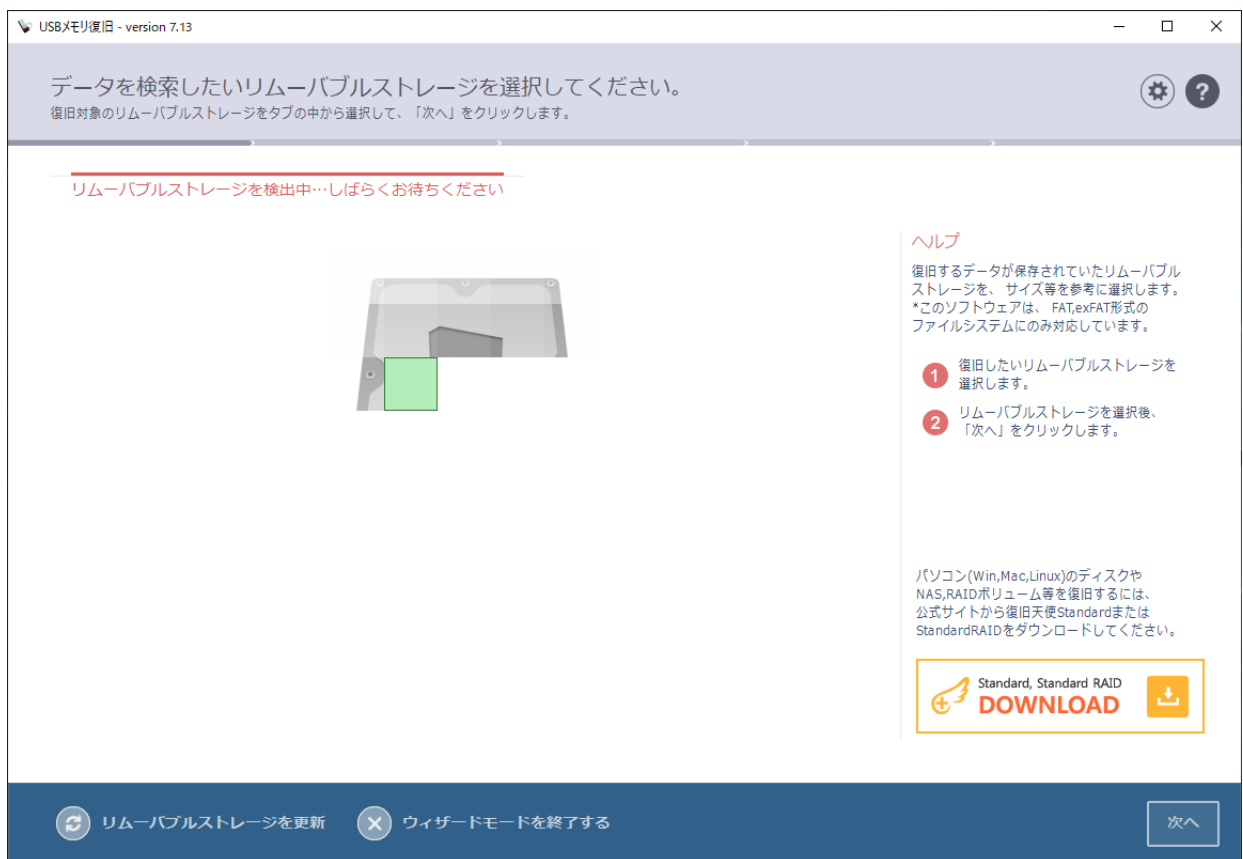 USBメモリ復旧 - version 7.13
データを検索したいリムーバブルストレージを選択してください。
復旧対象のリムーバブルストレージをタブの中から選択して、「次へ」をクリックします。
リムーバブルストレージを検出中…しばらくお待ちください
ヘルプ
復旧するデータが保存されていたリムーバブル
ストレージを、 サイズ等を参考に選択します。
*このソフトウェアは、 FAT,exFAT形式の
ファイルシステムにのみ対応しています。
1 復旧したいリムーバブルストレージを
選択します。
2 リムーバブルストレージを選択後、
「次へ」をクリックします。
パソコン(Win,Mac,Linux)のディスクや
NAS,RAIDボリューム等を復旧するには、
公式サイトから復旧天使Standardまたは
StandardRAIDをダウンロードしてください。
Standard, Standard RAID
DOWNLOAD
リムーバブルストレージを更新 ウィザードモードを終了する 次へ